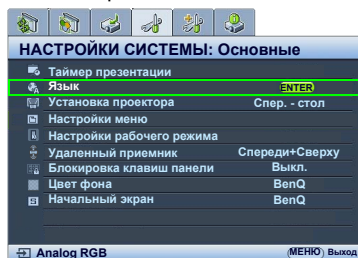 НАСТРОЙКИ СИСТЕМЫ: Основные
Таймер презентации
Язык ENTER
Установка проектора Спер. - стол
Настройки меню
Настройки рабочего режима
Удаленный приемник Спереди+Сверху
Блокировка клавиш панели Выкл.
Цвет фона BenQ
Начальный экран BenQ
Analog RGB МЕНЮ Выход